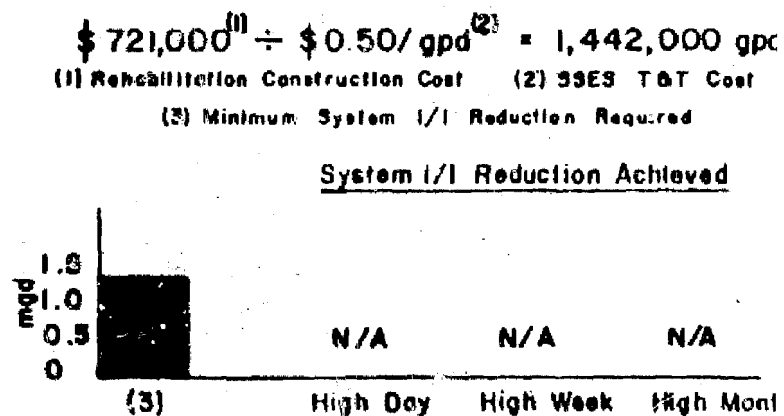 $ 721,000(1) ÷ $ 0.50/gpd(2) = 1,442,000 gpd
(1) Rehabilitation Construction Cost (2) SSES T&T Cost
(3) Minimum System I/I Reduction Required
System I/I Reduction Achieved
1.5
1.0
mgd
0.5
N/A N/A N/A
0
(3) High Day High Week High Mont